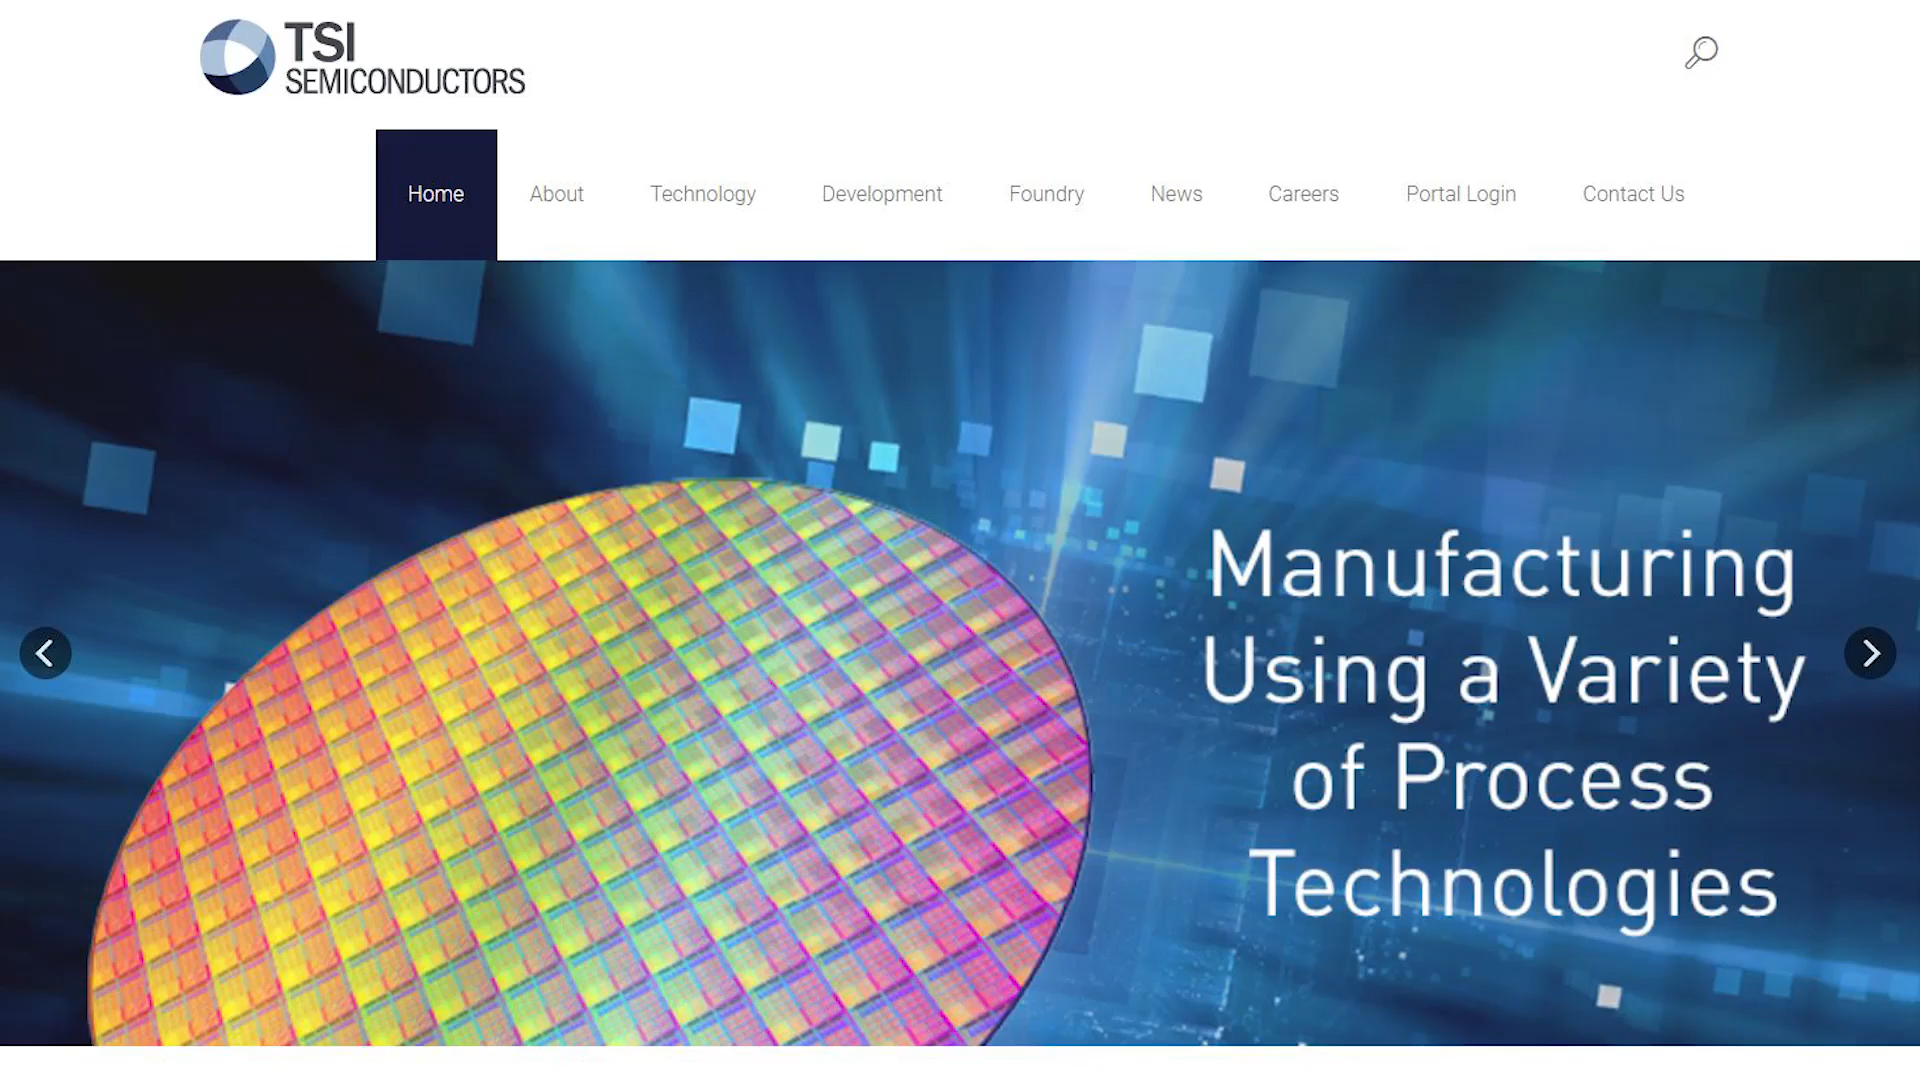 TSI
SEMICONDUCTORS
Home About Technology Development Foundry News Careers Portal Login Contact Us
Manufacturing
Using a Variety
of Process
Technologies